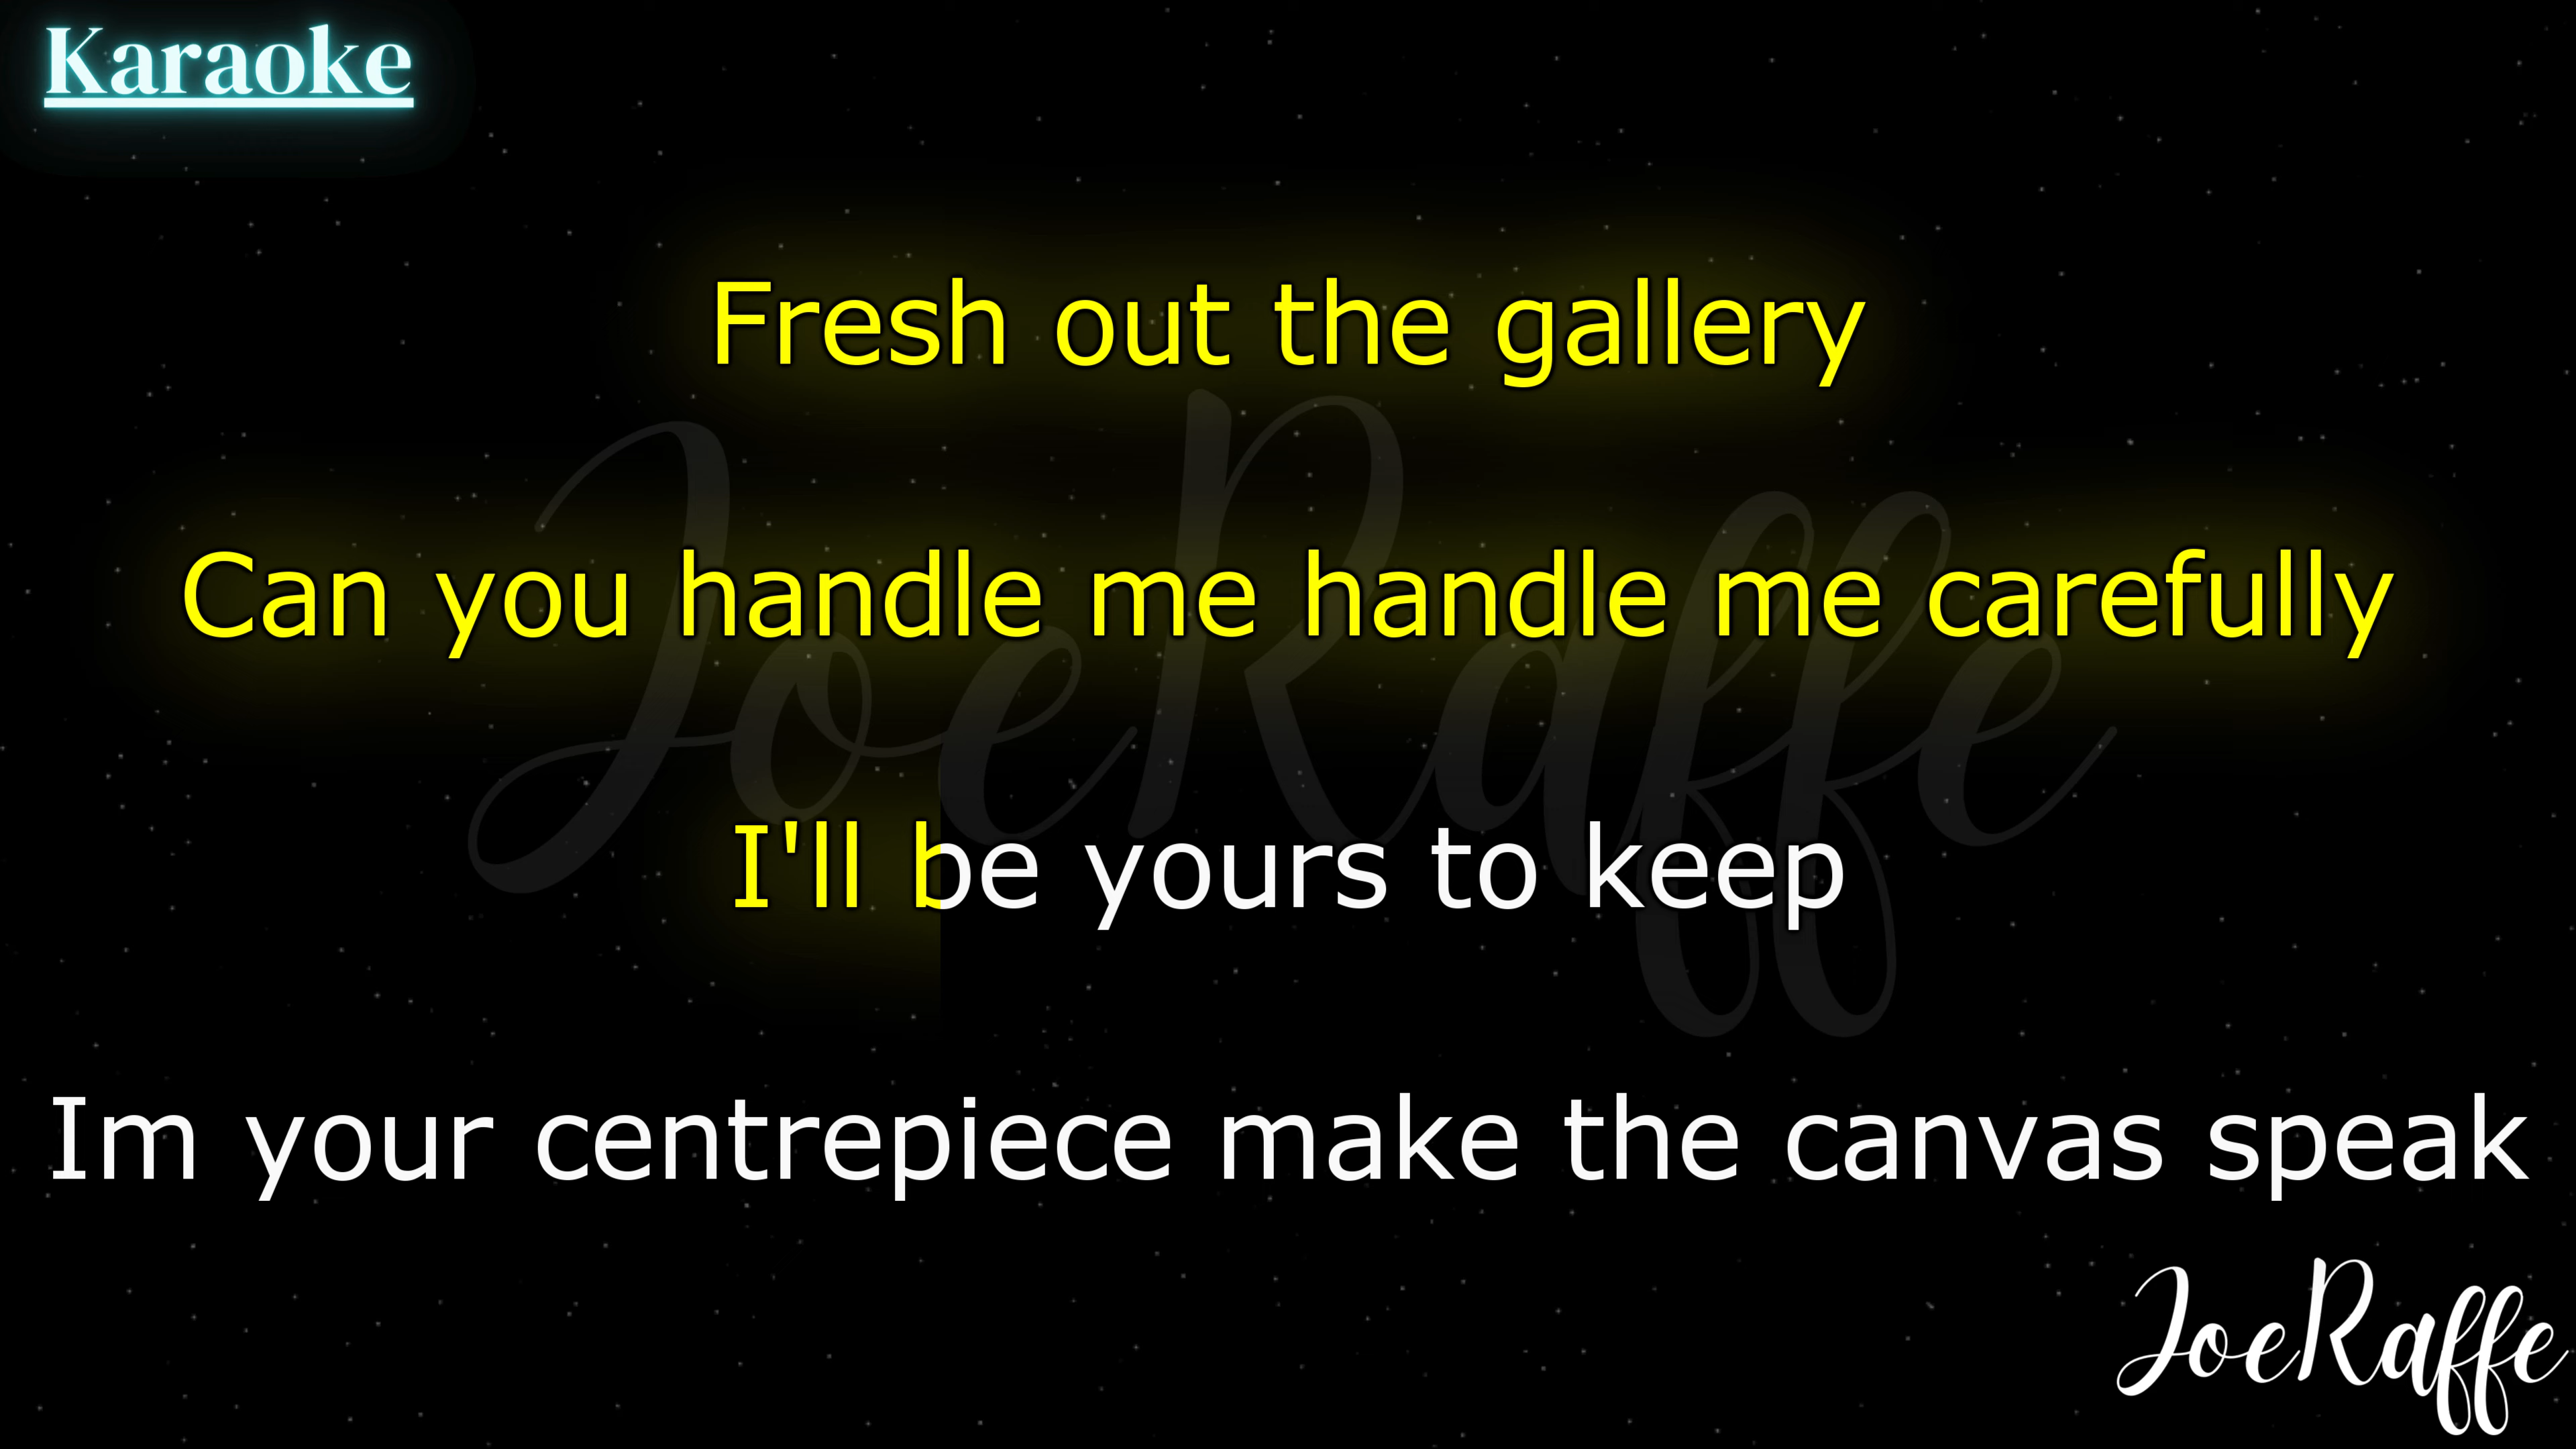 Karaoke
Fresh out the gallery
Can you handle me handle me carefully
JoeRaffe
I'll be yours to keep
Im your centrepiece make the canvas speak
JoeRaffe